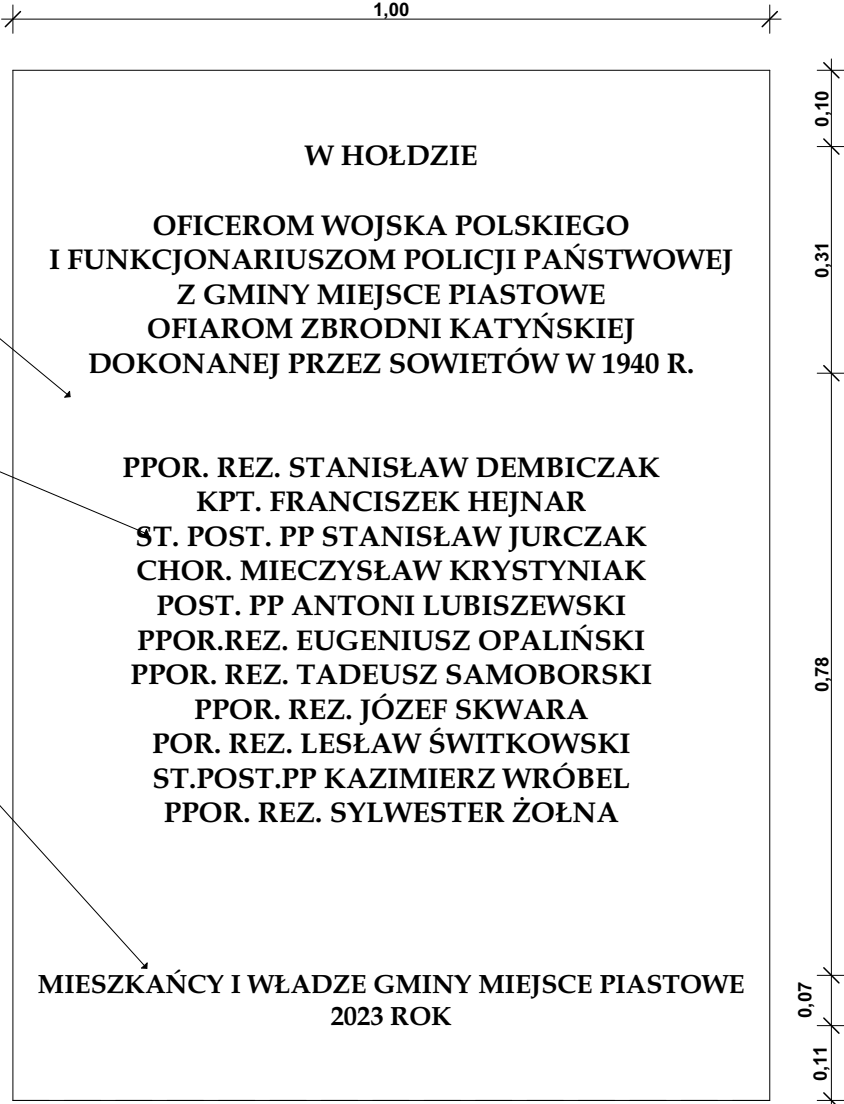 1,00
W HOŁDZIE
OFICEROM WOJSKA POLSKIEGO
I FUNKCJONARIUSZOM POLICJI PAŃSTWOWEJ
Z GMINY MIEJSCE PIASTOWE
OFIAROM ZBRODNI KATYŃSKIEJ
DOKONANEJ PRZEZ SOWIETÓW W 1940 R.
PPOR. REZ. STANISŁAW DEMBICZAK
KPT. FRANCISZEK HEJNAR
ST. POST. PP STANISŁAW JURCZAK
CHOR. MIECZYSŁAW KRYSTYNIAK
POST. PP ANTONI LUBISZEWSKI
PPOR.REZ. EUGENIUSZ OPALIŃSKI
PPOR. REZ. TADEUSZ SAMOBORSKI
PPOR. REZ. JÓZEF SKWARA
POR. REZ. LESŁAW ŚWITKOWSKI
ST.POST.PP KAZIMIERZ WRÓBEL
PPOR. REZ. SYLWESTER ŻOŁNA
MIESZKAŃCY I WŁADZE GMINY MIEJSCE PIASTOWE
2023 ROK
0,10
0,31
0,78
0,07
0,11